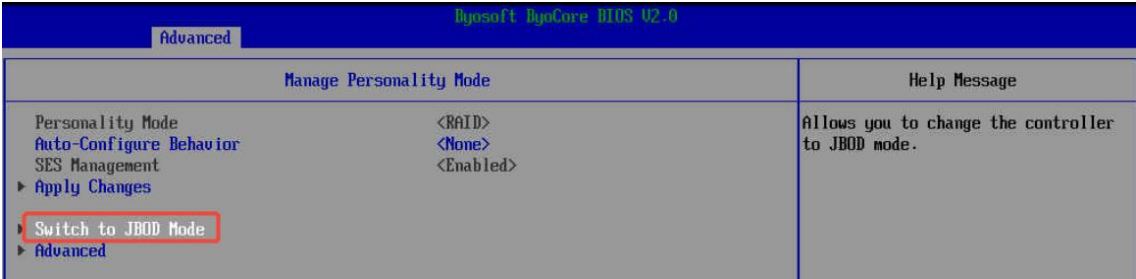 Byosoft ByoCore BIOS V2.0
Advanced
Manage Personality Mode
Help Message
Personality Mode <RAID>
Auto-Configure Behavior <None>
SES Management <Enabled>
Apply Changes
Switch to JBOD Mode
Advanced
Allows you to change the controller
to JBOD mode.